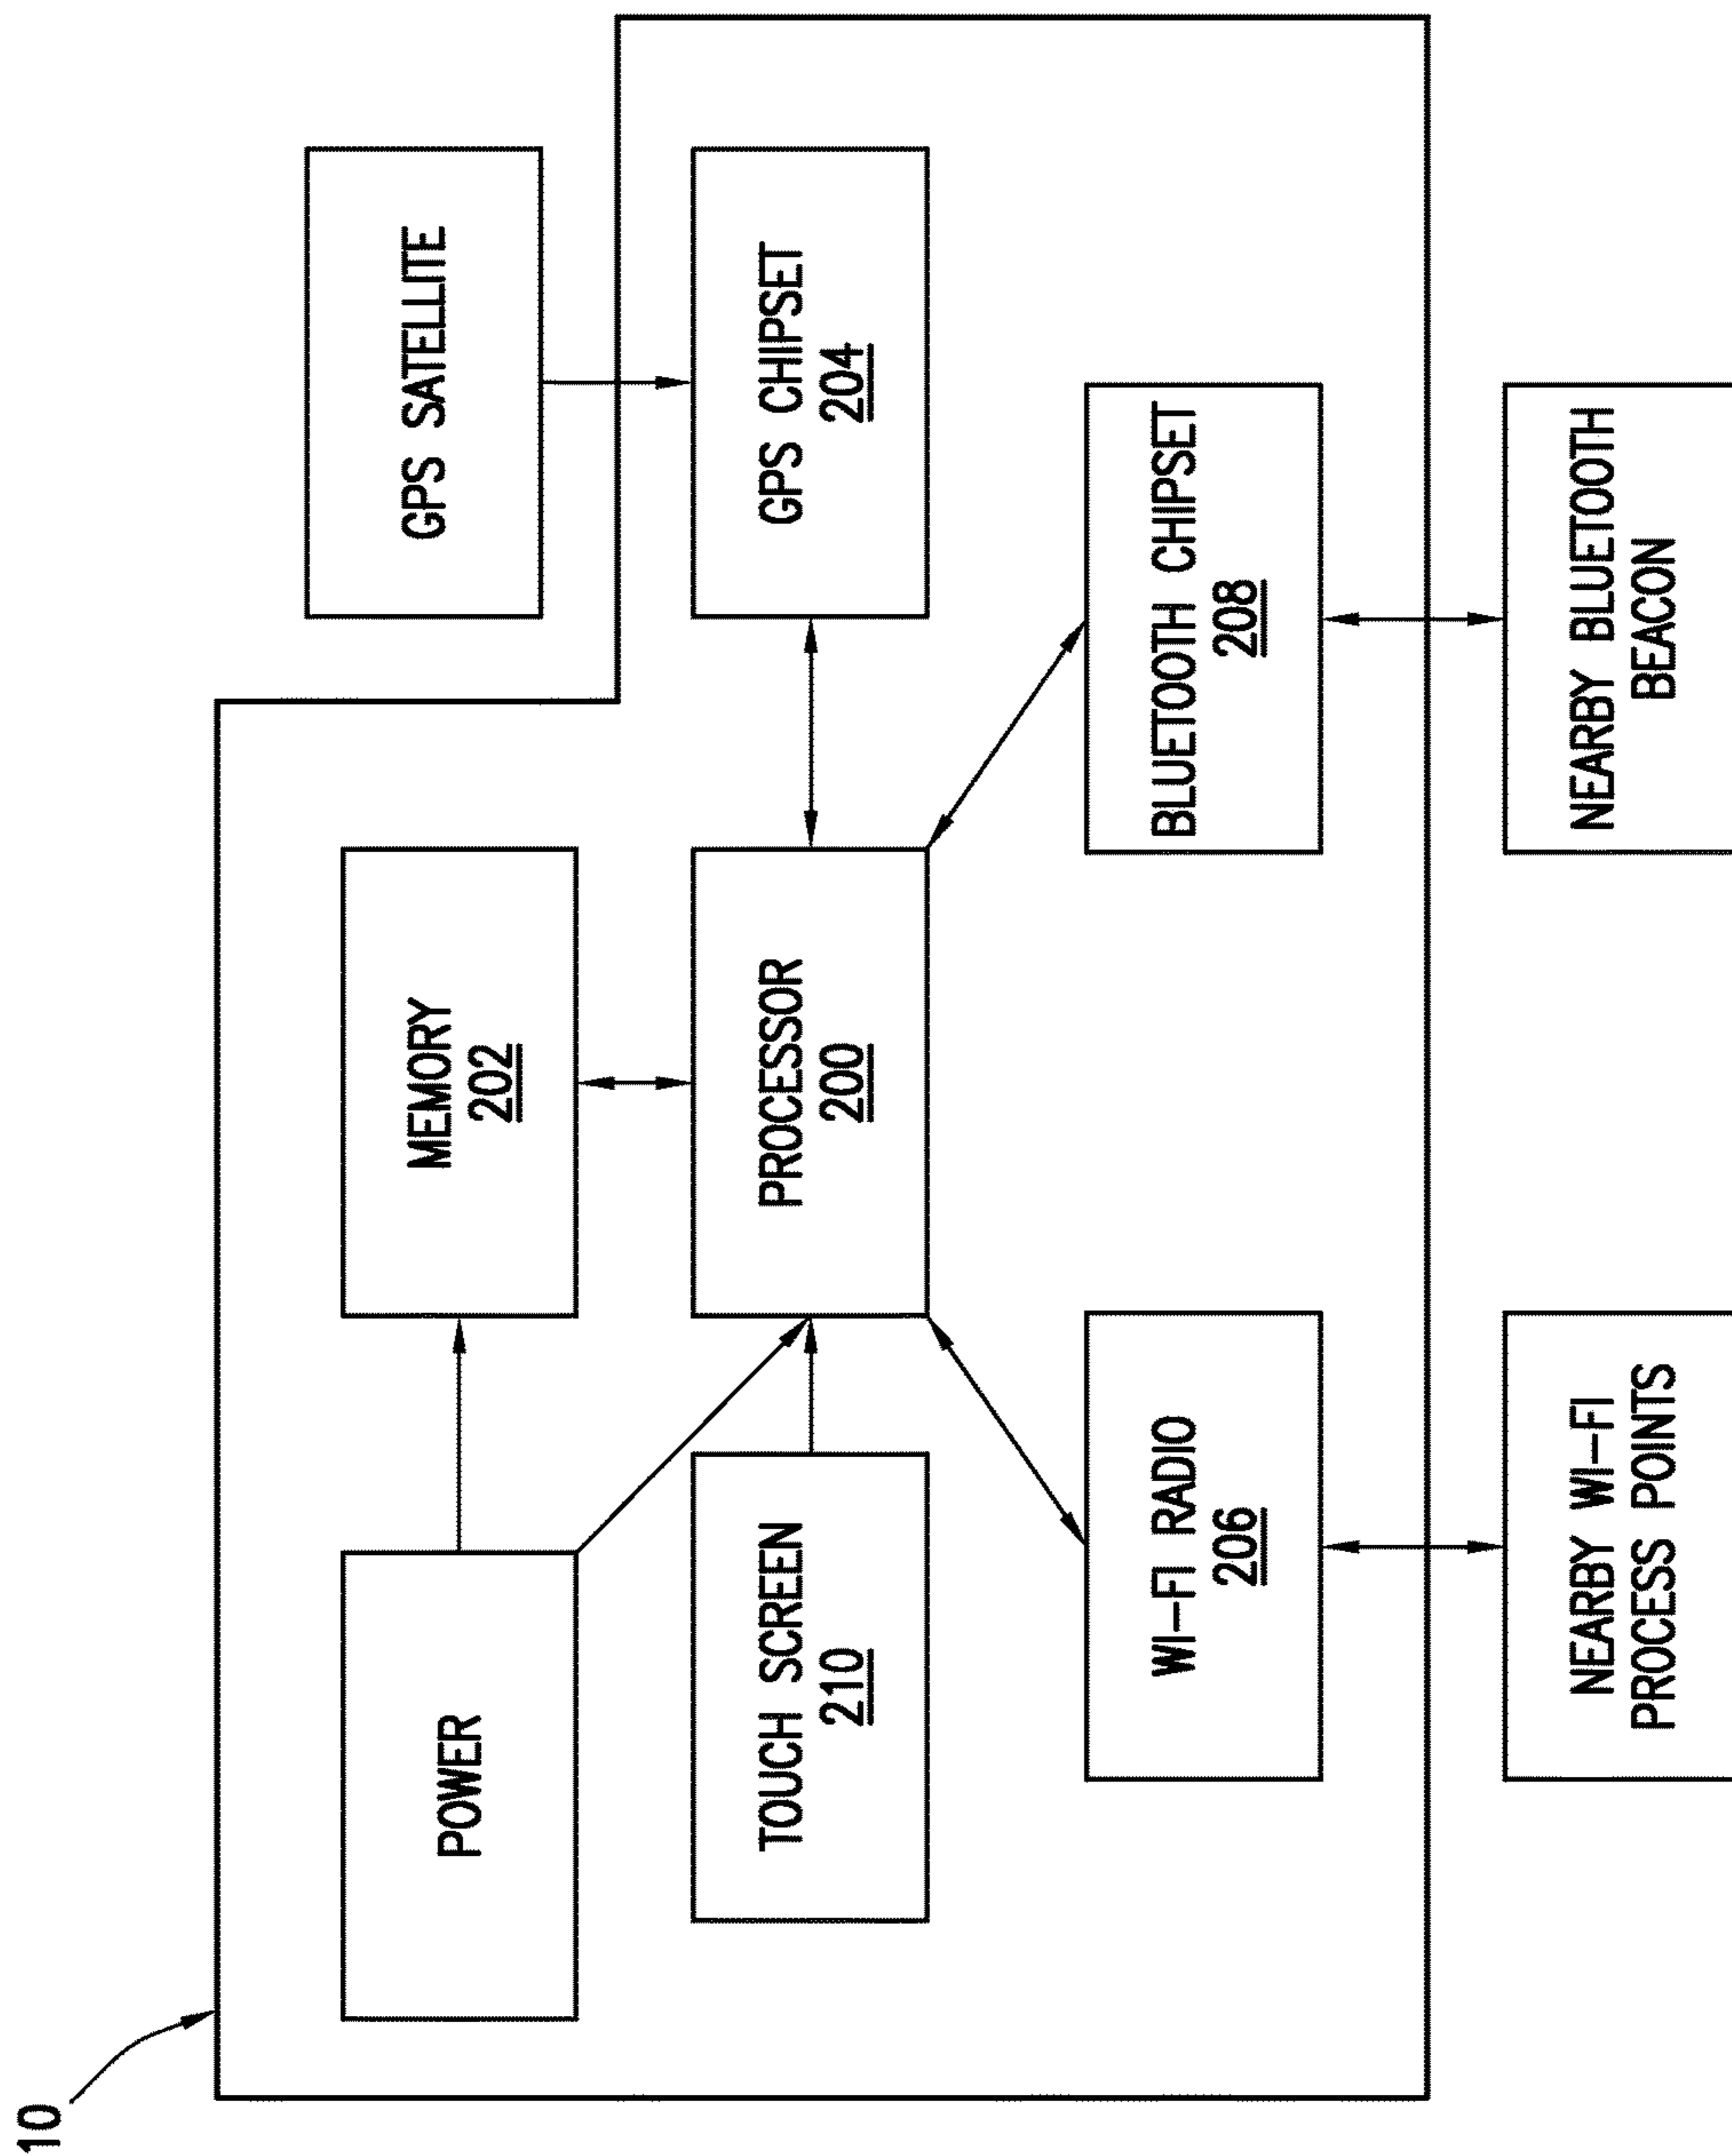 10
POWER
MEMORY
202
GPS SATELLITE
TOUCH SCREEN
210
PROCESSOR
200
GPS CHIPSET
204
WI-FI RADIO
206
BLUETOOTH CHIPSET
208
NEARBY WI-FI
PROCESS POINTS
NEARBY BLUETOOTH
BEACON